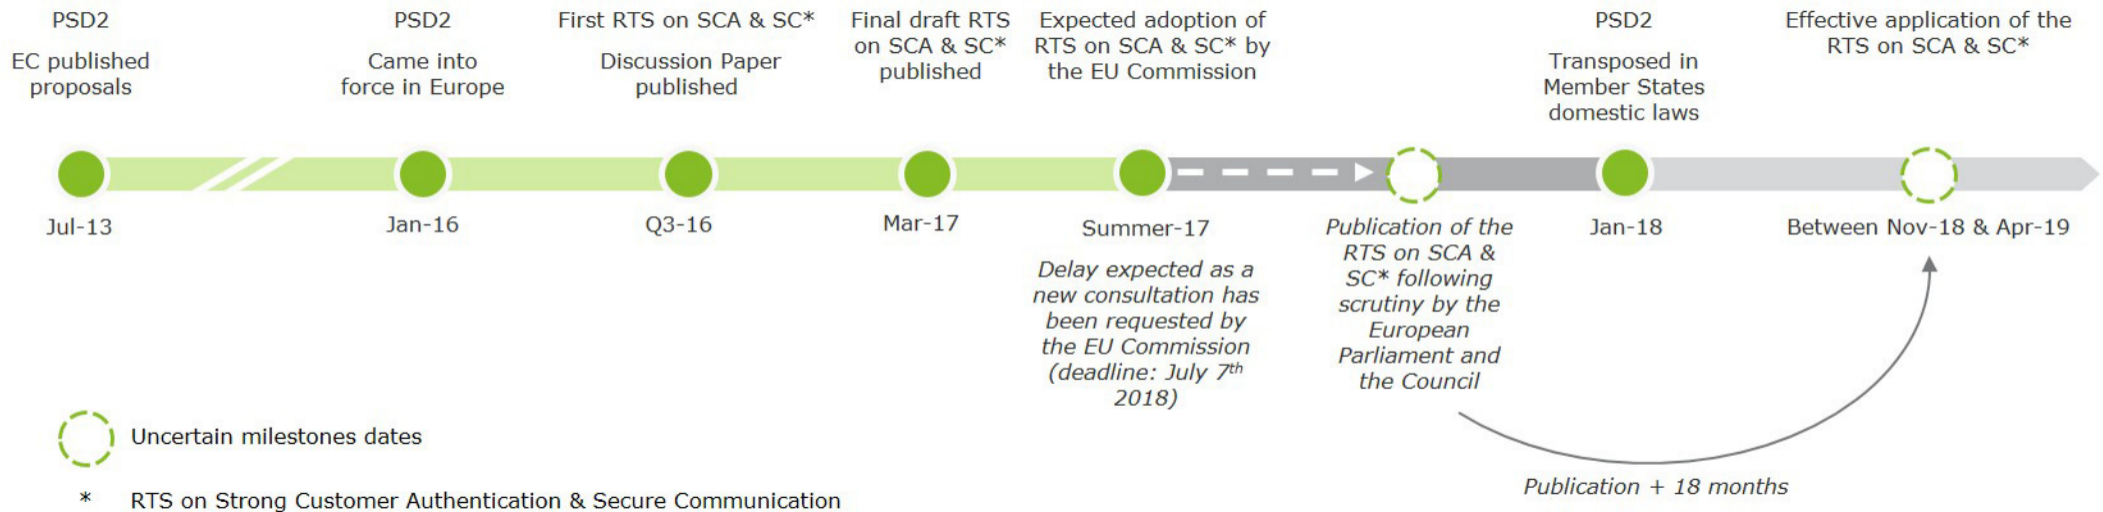 PSD2
EC published
proposals
Jul-13
PSD2
Came into
force in Europe
Jan-16
First RTS on SCA & SC*
Discussion Paper
published
Q3-16
Final draft RTS
on SCA & SC*
published
Mar-17
Expected adoption of
RTS on SCA & SC* by
the EU Commission
Summer-17
Delay expected as a
new consultation has
been requested by
the EU Commission
(deadline: July 7th
2018)
Publication of the
RTS on SCA &
SC* following
scrutiny by the
European
Parliament and
the Council
PSD2
Transposed in
Member States
domestic laws
Jan-18
Effective application of the
RTS on SCA & SC*
Between Nov-18 & Apr-19
Publication + 18 months
Uncertain milestones dates
* RTS on Strong Customer Authentication & Secure Communication